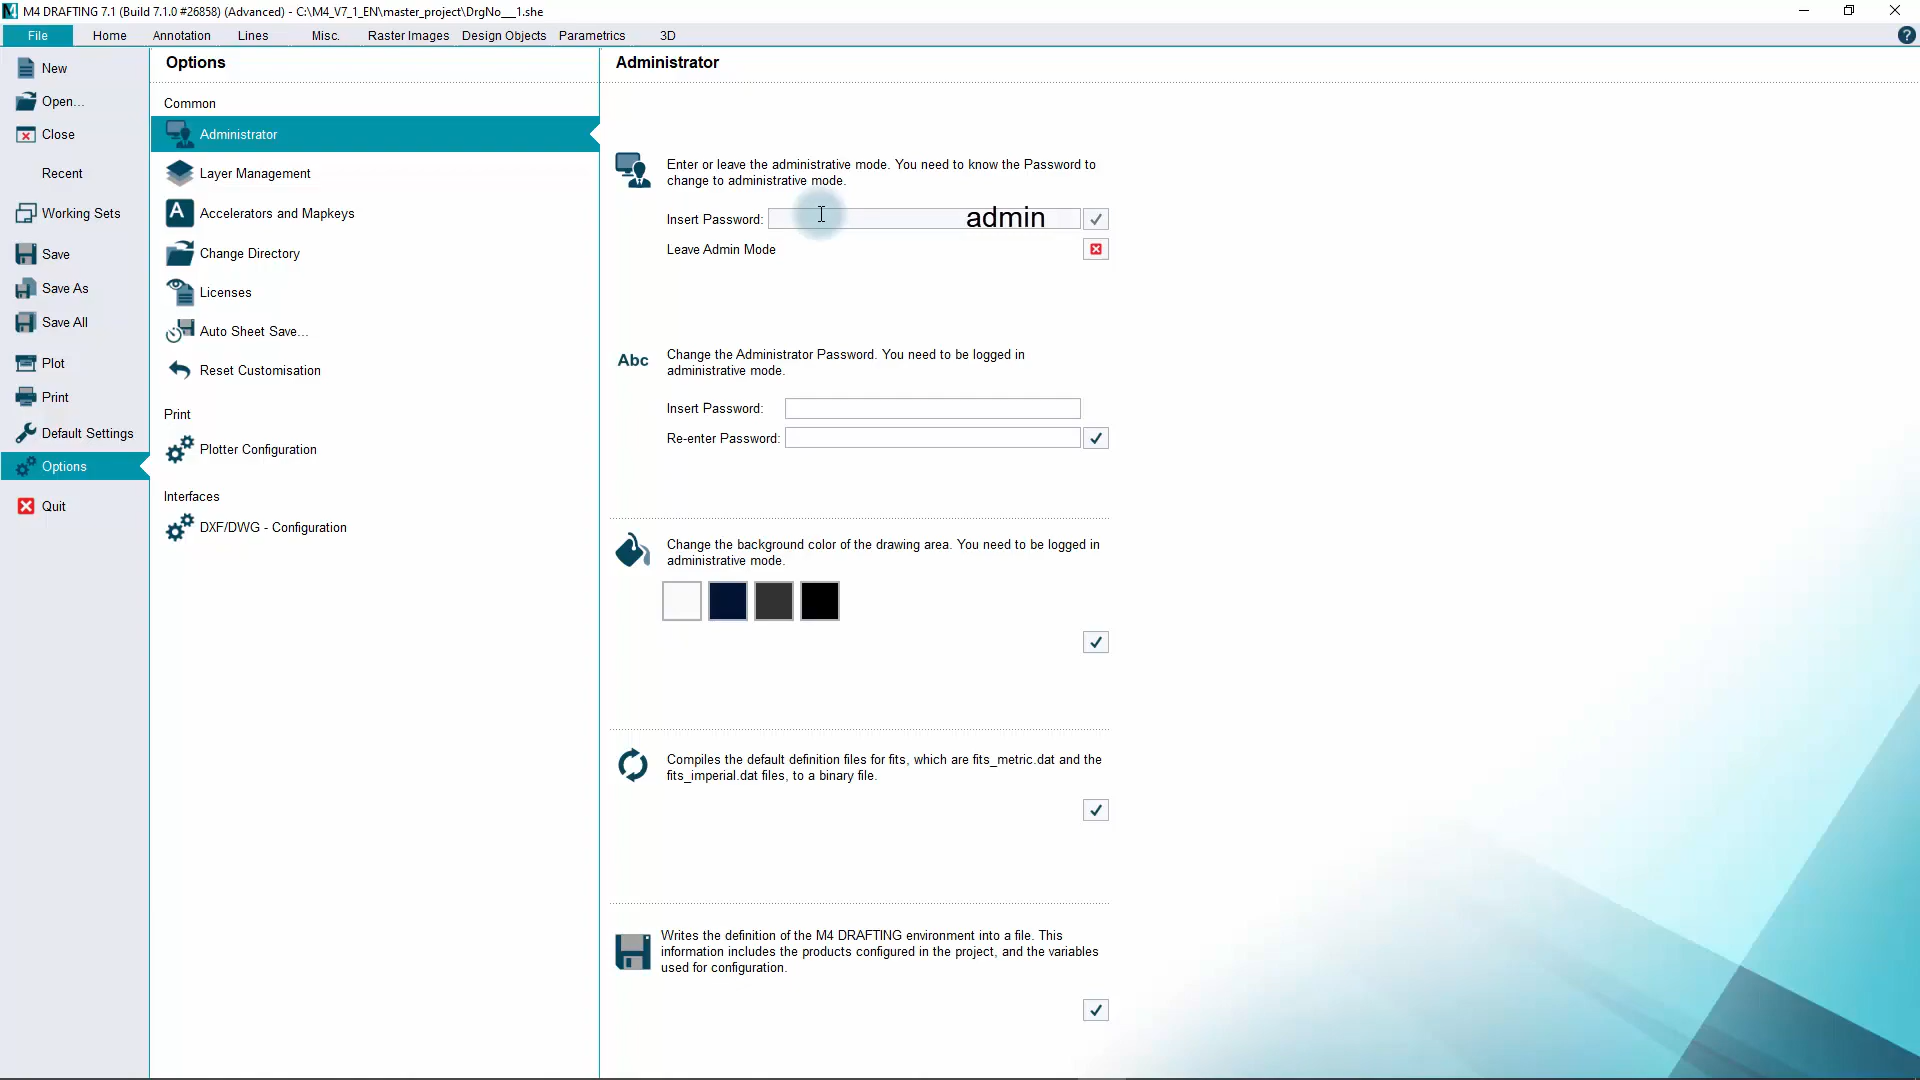 M4 DRAFTING 7.1 (Build 7.1.0 #26858) (Advanced) - C:\M4_V7_1_EN\master_project\DrgNo___1.she
File Home Annotation Lines Misc. Raster Images Design Objects Parametrics 3D
?
New
Open...
Close
Recent
Working Sets
Save
Save As
Save All
Plot
Print
Default Settings
Options
Quit
Options
Common
Administrator
Layer Management
A Accelerators and Mapkeys
Change Directory
Licenses
Auto Sheet Save...
Reset Customisation
Print
Plotter Configuration
Interfaces
DXF/DWG - Configuration
Administrator
Enter or leave the administrative mode. You need to know the Password to
change to administrative mode.
Insert Password: admin
Leave Admin Mode
Abc
Change the Administrator Password. You need to be logged in
administrative mode.
Insert Password:
Re-enter Password:
Change the background color of the drawing area. You need to be logged in
administrative mode.
Compiles the default definition files for fits, which are fits_metric.dat and the
fits_imperial.dat files, to a binary file.
Writes the definition of the M4 DRAFTING environment into a file. This
information includes the products configured in the project, and the variables
used for configuration.